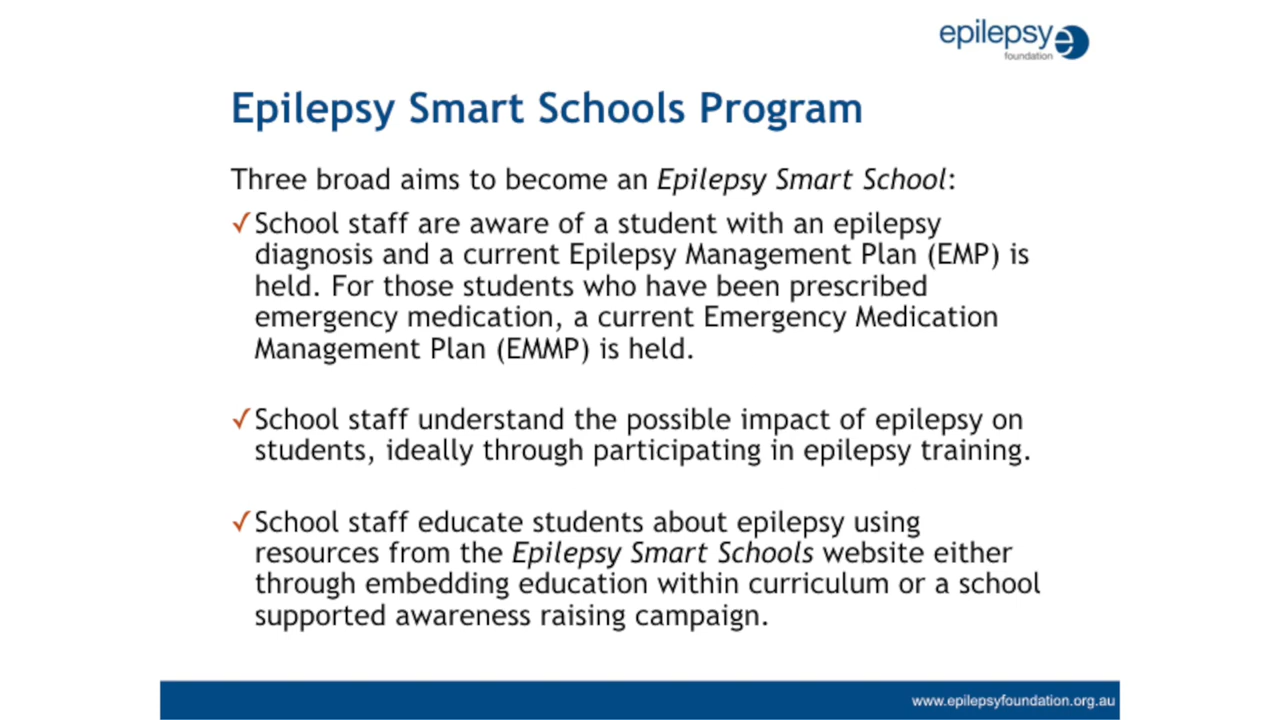 epilepsy
foundation
Epilepsy Smart Schools Program
Three broad aims to become an Epilepsy Smart School:
✓School staff are aware of a student with an epilepsy
diagnosis and a current Epilepsy Management Plan (EMP) is
held. For those students who have been prescribed
emergency medication, a current Emergency Medication
Management Plan (EMMP) is held.
✓School staff understand the possible impact of epilepsy on
students, ideally through participating in epilepsy training.
✓School staff educate students about epilepsy using
resources from the Epilepsy Smart Schools website either
through embedding education within curriculum or a school
supported awareness raising campaign.
www.epilepsyfoundation.org.au